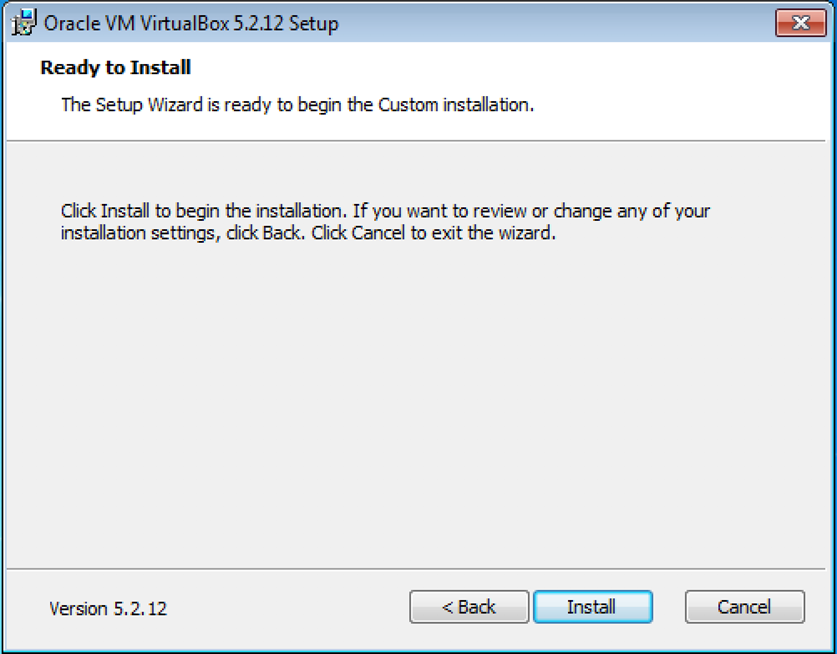 Oracle VM VirtualBox 5.2.12 Setup
Ready to Install
The Setup Wizard is ready to begin the Custom installation.
Click Install to begin the installation. If you want to review or change any of your
installation settings, click Back. Click Cancel to exit the wizard.
Version 5.2.12
< Back
Install
Cancel